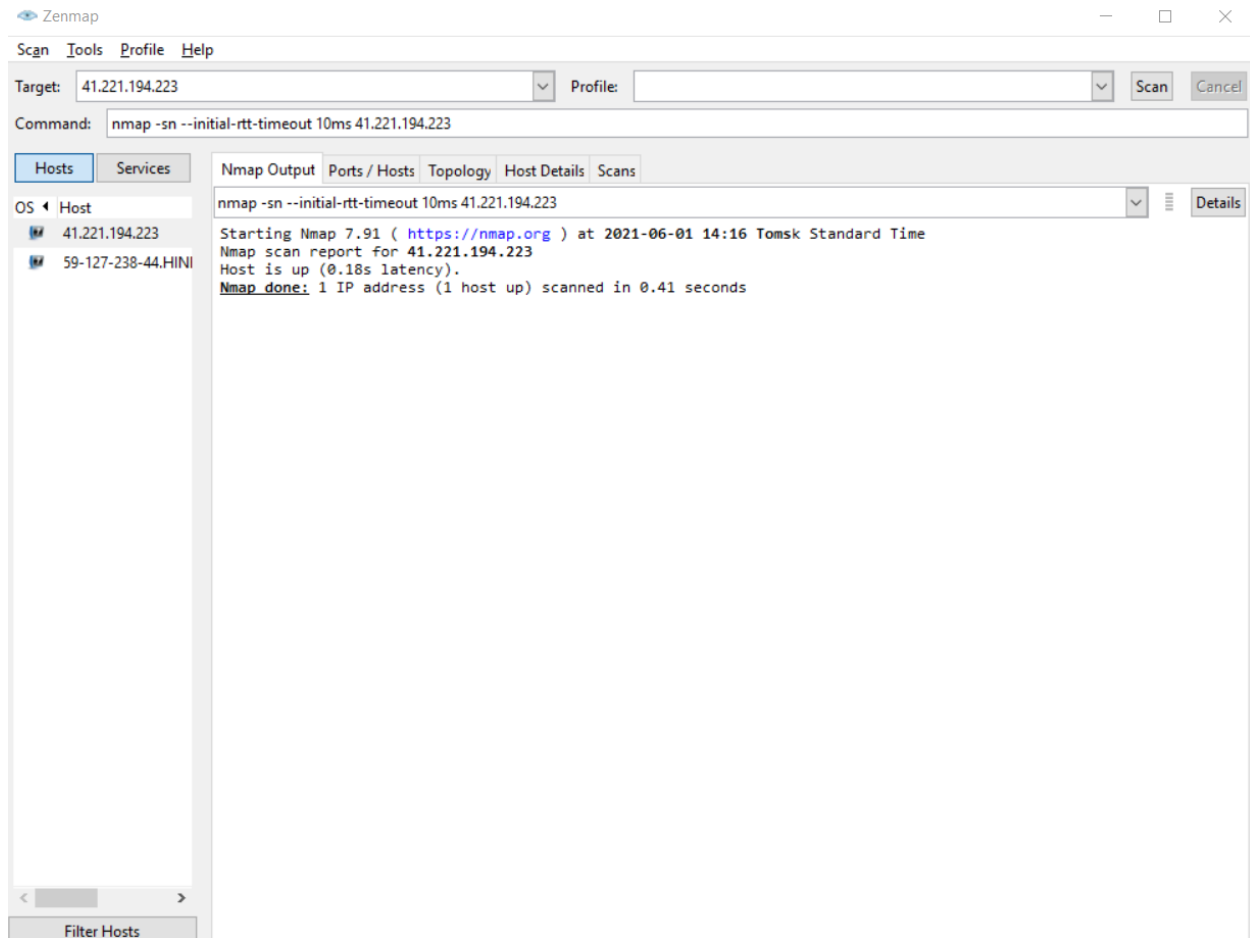 Zenmap
Scan Tools Profile Help
Target: 41.221.194.223 Profile: Scan Cancel
Command: nmap -sn --initial-rtt-timeout 10ms 41.221.194.223
Hosts Services Nmap Output Ports / Hosts Topology Host Details Scans
OS Host nmap -sn --initial-rtt-timeout 10ms 41.221.194.223 Details
41.221.194.223
59-127-238-44.HINI
Starting Nmap 7.91 ( https://nmap.org ) at 2021-06-01 14:16 Tomsk Standard Time
Nmap scan report for 41.221.194.223
Host is up (0.18s latency).
Nmap done: 1 IP address (1 host up) scanned in 0.41 seconds
Filter Hosts